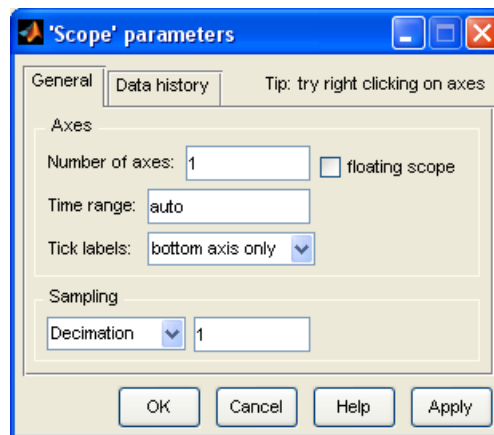 'Scope' parameters
General Data history Tip: try right clicking on axes
Axes
Number of axes: 1 floating scope
Time range: auto
Tick labels: bottom axis only
Sampling
Decimation 1
OK Cancel Help Apply